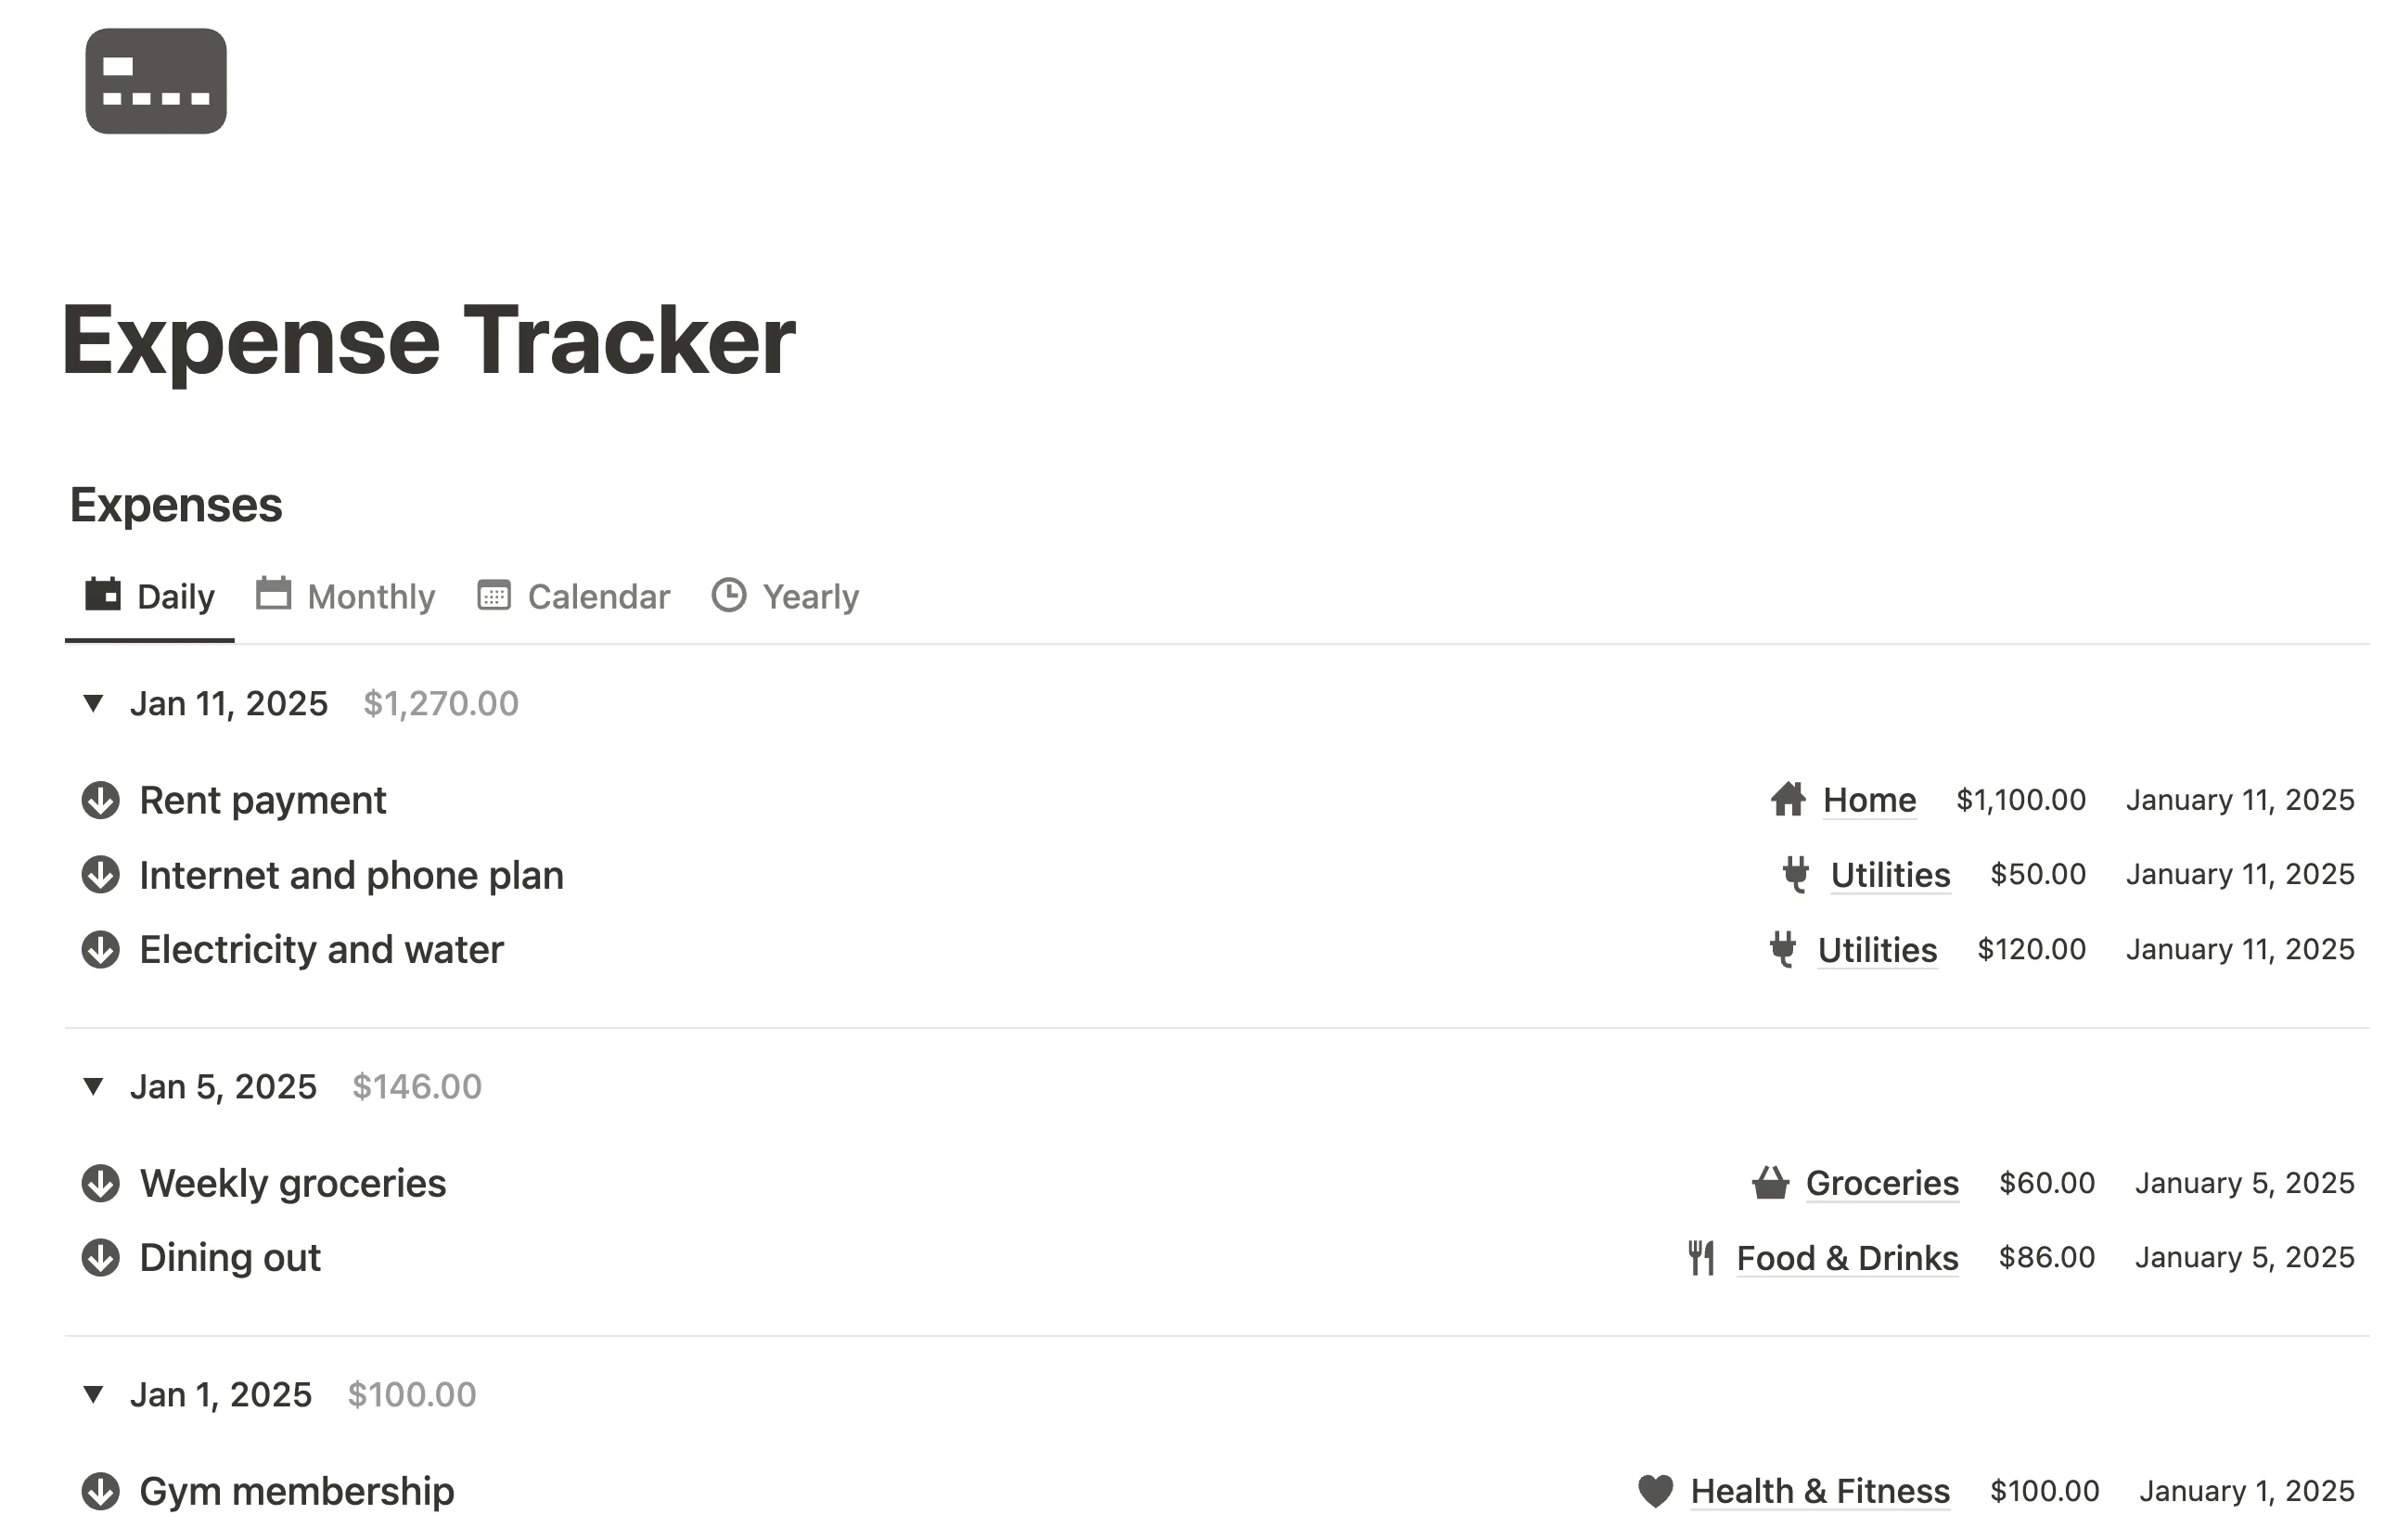 Expense Tracker
Expenses
Daily Monthly Calendar Yearly
Jan 11, 2025 $1,270.00
Rent payment Home $1,100.00 January 11, 2025
Internet and phone plan Utilities $50.00 January 11, 2025
Electricity and water Utilities $120.00 January 11, 2025
Jan 5, 2025 $146.00
Weekly groceries Groceries $60.00 January 5, 2025
Dining out Food & Drinks $86.00 January 5, 2025
Jan 1, 2025 $100.00
Gym membership Health & Fitness $100.00 January 1, 2025